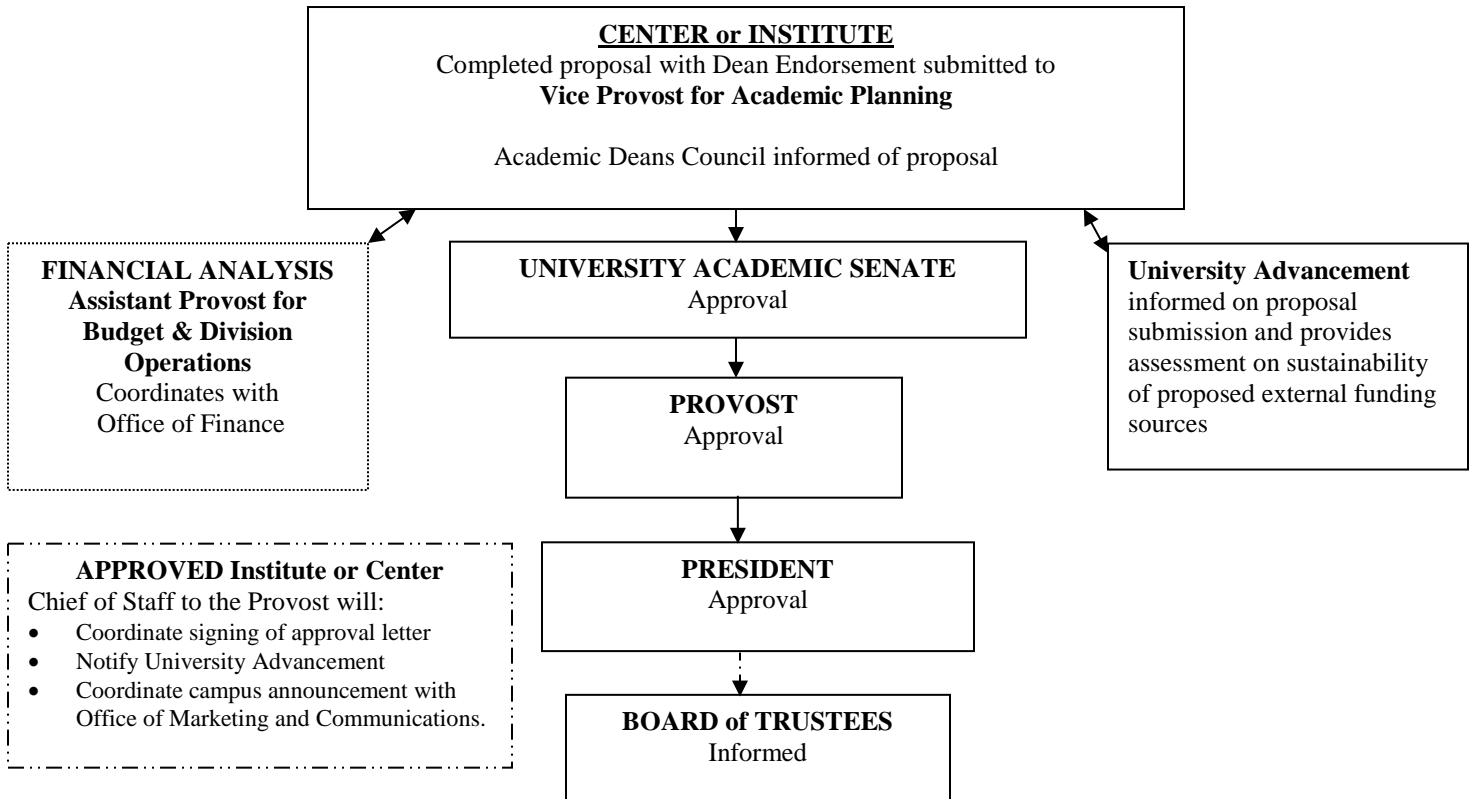 CENTER or INSTITUTE
Completed proposal with Dean Endorsement submitted to
Vice Provost for Academic Planning
Academic Deans Council informed of proposal
FINANCIAL ANALYSIS
Assistant Provost for
Budget & Division
Operations
Coordinates with
Office of Finance
UNIVERSITY ACADEMIC SENATE
Approval
University Advancement
informed on proposal
submission and provides
assessment on sustainability
of proposed external funding
sources
PROVOST
Approval
APPROVED Institute or Center
Chief of Staff to the Provost will:
• Coordinate signing of approval letter
• Notify University Advancement
• Coordinate campus announcement with
Office of Marketing and Communications.
PRESIDENT
Approval
BOARD of TRUSTEES
Informed